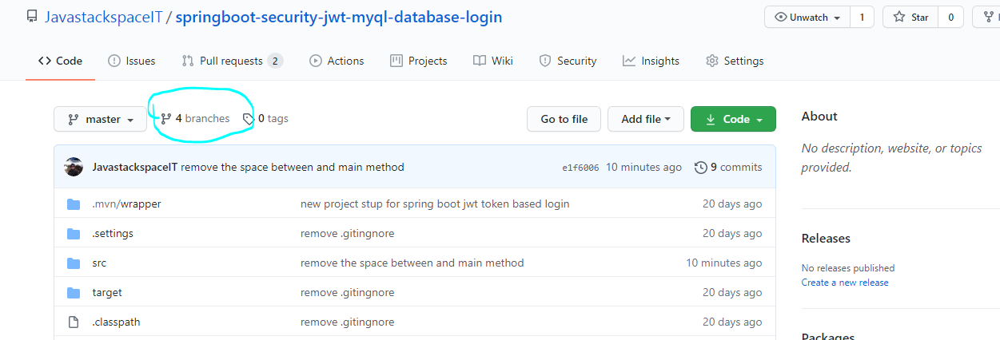 JavastackspaceIT / springboot-security-jwt-myql-database-login
Unwatch 1 Star 0
Code Issues Pull requests 2 Actions Projects Wiki Security Insights Settings
master 4 branches 0 tags Go to file Add file Code
About
No description, website, or topics
provided.
JavastackspaceIT remove the space between and main method e1f6006 10 minutes ago 9 commits
.mvn/wrapper new project stup for spring boot jwt token based login 20 days ago
.settings remove .gitingnore 20 days ago
src remove the space between and main method 10 minutes ago
target remove .gitingnore 20 days ago
.classpath remove .gitingnore 20 days ago
Releases
No releases published
Create a new release
Packages